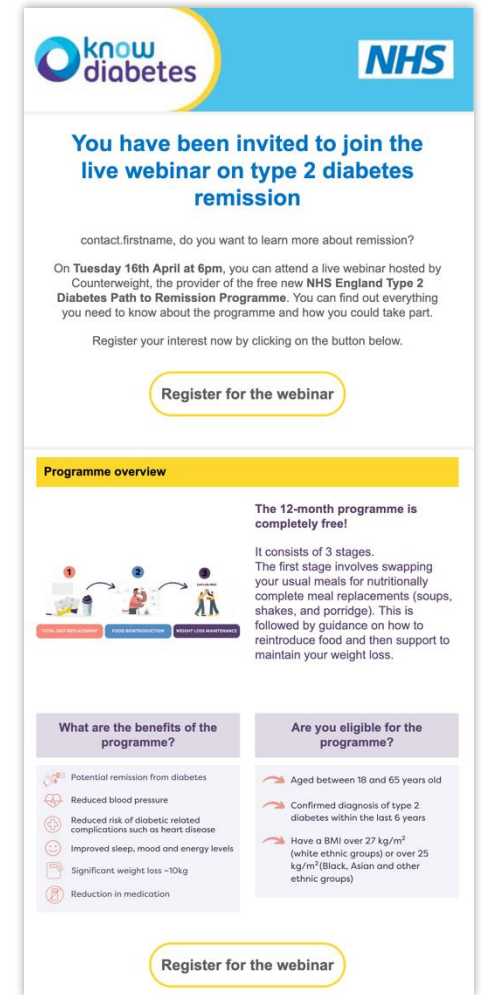 know
diabetes
NHS
You have been invited to join the
live webinar on type 2 diabetes
remission
contact.firstname, do you want to learn more about remission?
On Tuesday 16th April at 6pm, you can attend a live webinar hosted by
Counterweight, the provider of the free new NHS England Type 2
Diabetes Path to Remission Programme. You can find out everything
you need to know about the programme and how you could take part.
Register your interest now by clicking on the button below.
Register for the webinar
Programme overview
1
2
3
TOTAL DIET REPLACEMENT
FOOD REINTRODUCTION
WEIGHT LOSS MAINTENANCE
The 12-month programme is
completely free!
It consists of 3 stages.
The first stage involves swapping
your usual meals for nutritionally
complete meal replacements (soups,
shakes, and porridge). This is
followed by guidance on how to
reintroduce food and then support to
maintain your weight loss.
What are the benefits of the
programme?
Potential remission from diabetes
Reduced blood pressure
Reduced risk of diabetic related
complications such as heart disease
Improved sleep, mood and energy levels
Significant weight loss ~10kg
Reduction in medication
Are you eligible for the
programme?
Aged between 18 and 65 years old
Confirmed diagnosis of type 2
diabetes within the last 6 years
Have a BMI over 27 kg/m²
(white ethnic groups) or over 25
kg/m² (Black, Asian and other
ethnic groups)
Register for the webinar